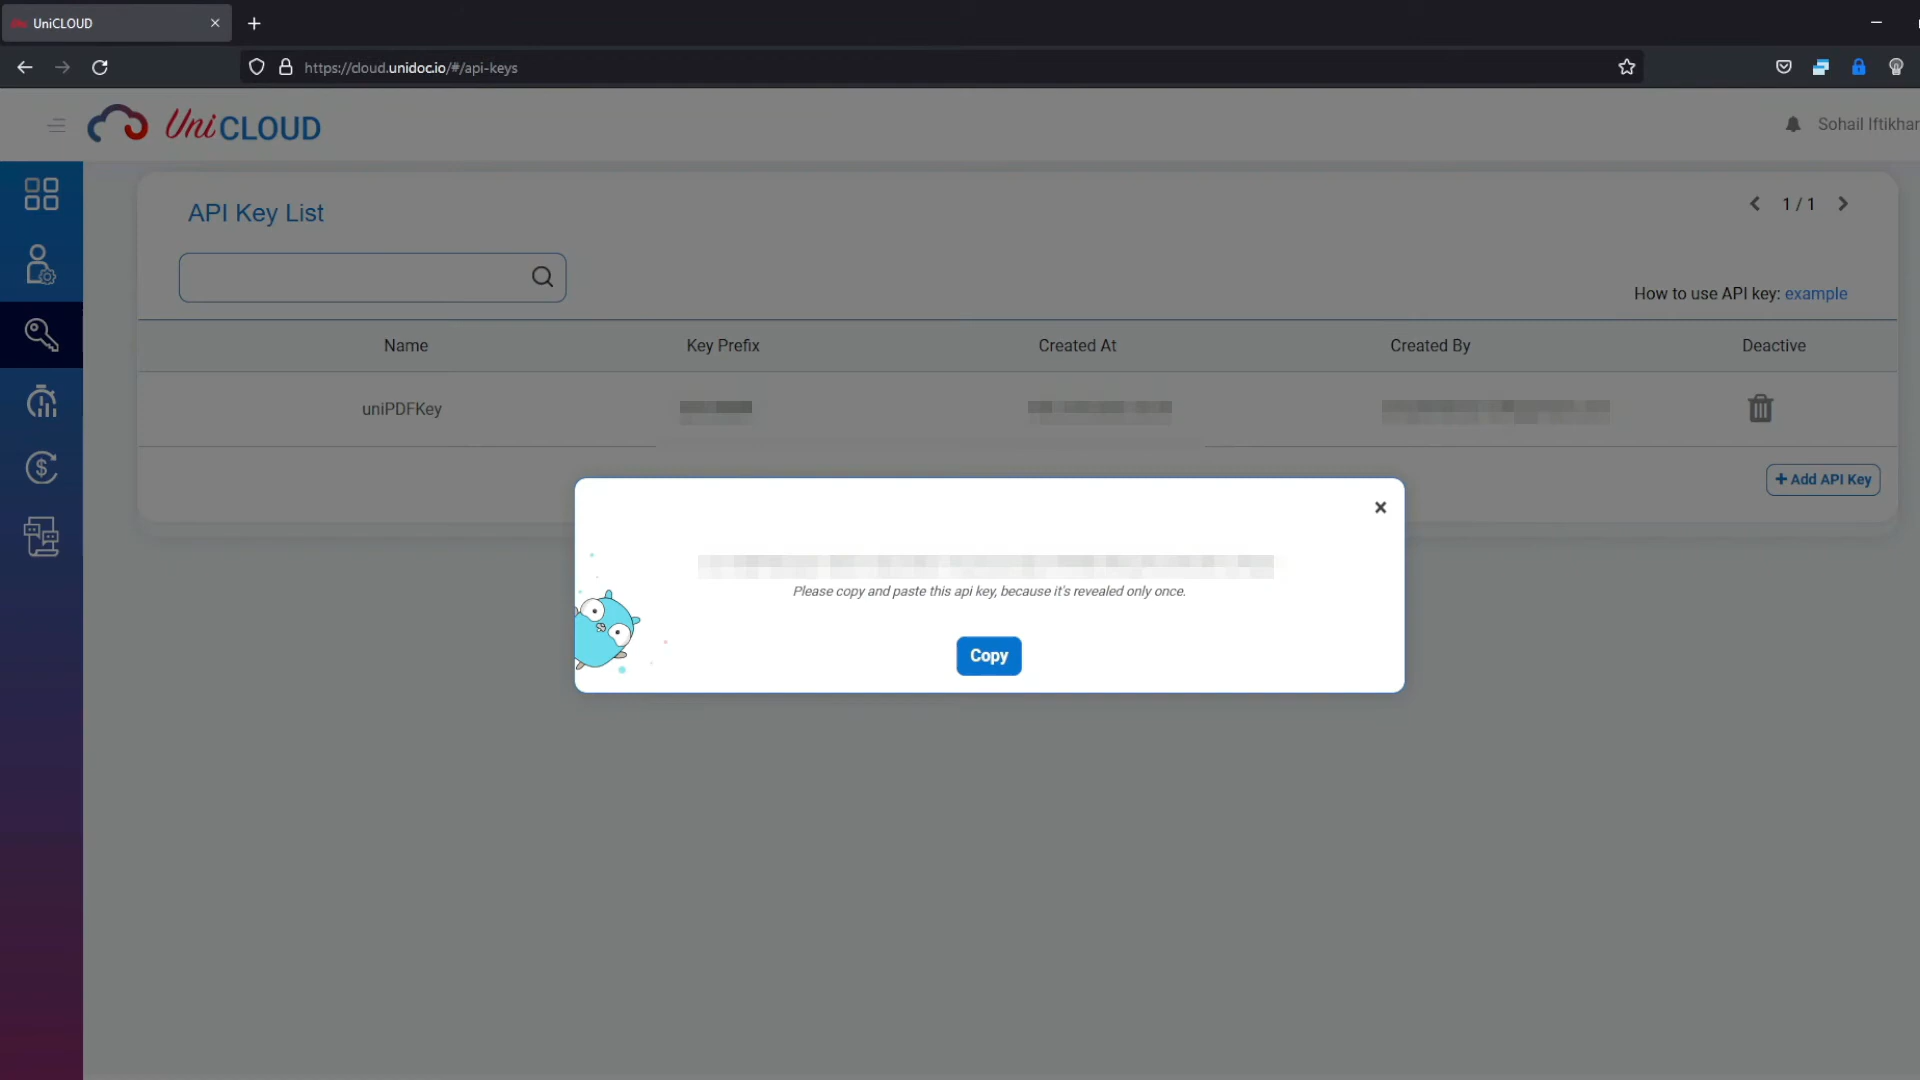 UniCLOUD
https://cloud.unidoc.io/#/api-keys
UniCLOUD
Sohail Iftikhar
API Key List
1 / 1
How to use API key: example
Name Key Prefix Created At Created By Deactive
uniPDFKey
+ Add API Key
Please copy and paste this api key, because it's revealed only once.
Copy